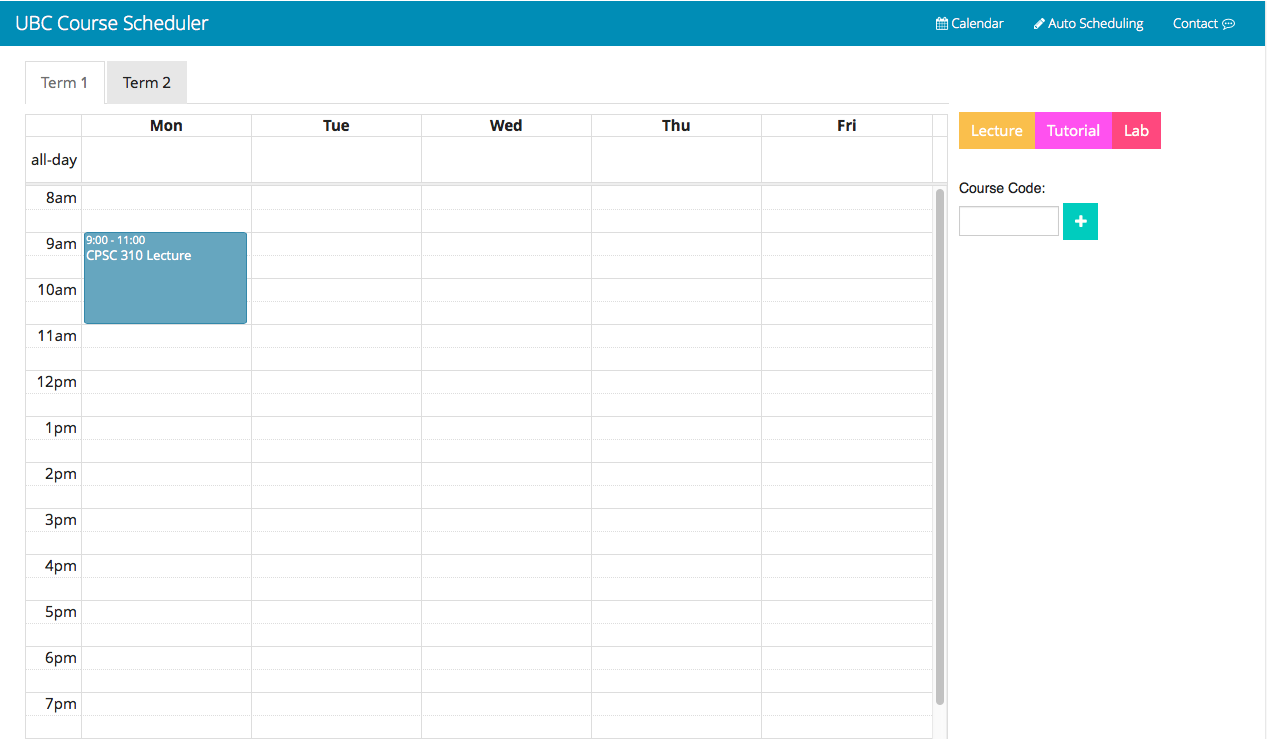 UBC Course Scheduler Calendar Auto Scheduling Contact
Term 1 Term 2
Mon Tue Wed Thu Fri
all-day
8am
9am
10am
11am
12pm
1pm
2pm
3pm
4pm
5pm
6pm
7pm
9:00 - 11:00
CPSC 310 Lecture
Lecture Tutorial Lab
Course Code:
+